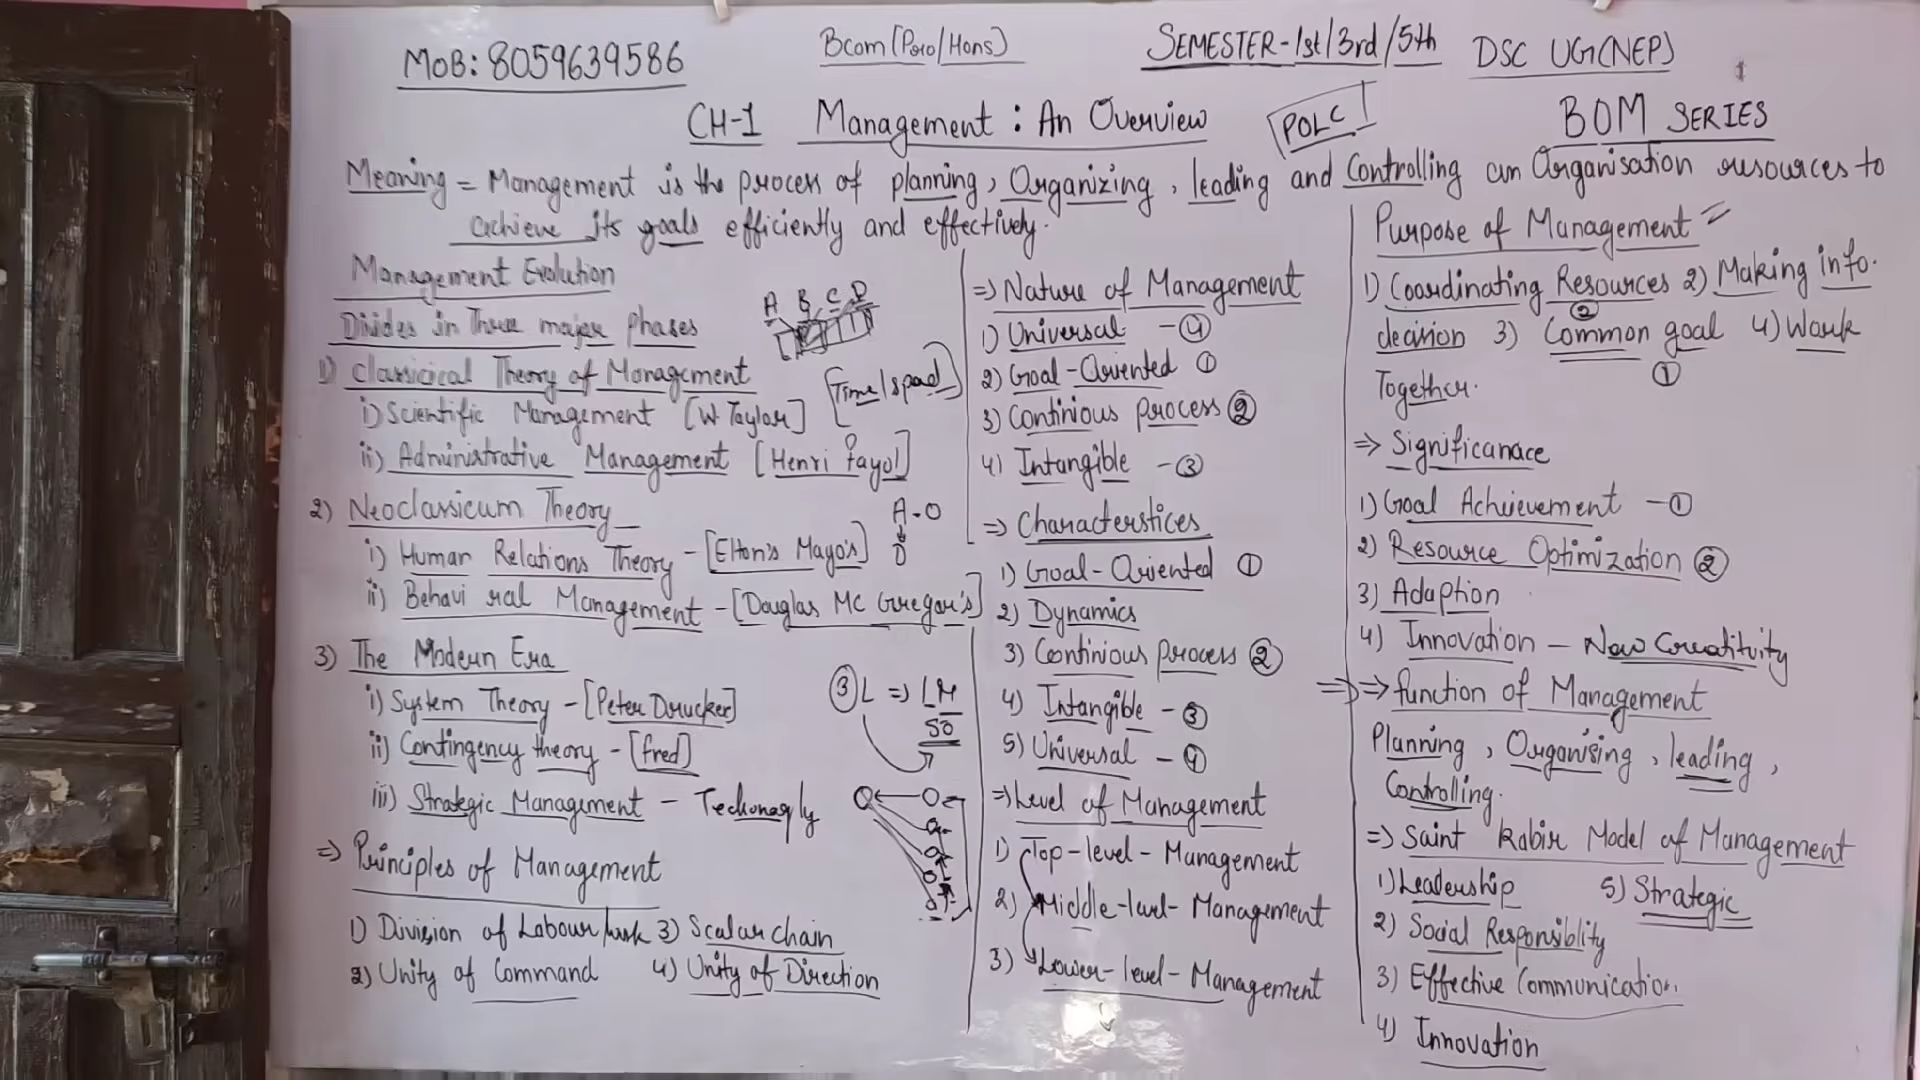 MOB: 8059639586
Bcom (Pro/Hons)
SEMESTER-1st/3rd/5th
DSC UG(NEP)
CH-1 Management : An Overview
POLC
BOM SERIES
Meaning = Management is the process of planning, Organizing, leading and Controlling an Organisation resources to
achieve its goals efficiently and effectively.
Management Evolution
Divides in Three major phases
A B C D
1) Classicical Theory of Management
i) Scientific Management [W Taylor]
[Time/spad]
ii) Administrative Management [Henri fayol]
2) Neoclassicum Theory
A-O
O
i) Human Relations Theory - [Elton's Mayo's]
ii) Behavi ral Management - [Douglas Mc Gregor's]
3) The Modern Era
i) System Theory - [Peter Drucker]
ii) Contingency theory - [fred]
iii) Strategic Management - Techonagly
3 L => LM
50
=> Principles of Management
1) Division of Labour/work 3) Scalar chain
2) Unity of Command 4) Unity of Direction
=> Nature of Management
1) Universal - 4
2) Goal-Oriented 1
3) Continious process 2
4) Intangible - 3
=> Characterstices
1) Goal-Oriented 1
2) Dynamics
3) Continious process 2
4) Intangible - 3
5) Universal - 4
=> Level of Management
1) Top-level-Management
2) Middle-level-Management
3) Lower-level-Management
Purpose of Management
1) Coordinating Resources 2) Making info.
2
decision 3) Common goal 4) Work
1
Together.
=> Significanace
1) Goal Achievement - 1
2) Resource Optimization 2
3) Adaption
4) Innovation - New Creatitvity
=> => function of Management
Planning, Organising, leading,
Controlling.
=> Saint Kabir Model of Management
1) Leadership 5) Strategic
2) Social Responsiblity
3) Effective Communication.
4) Innovation